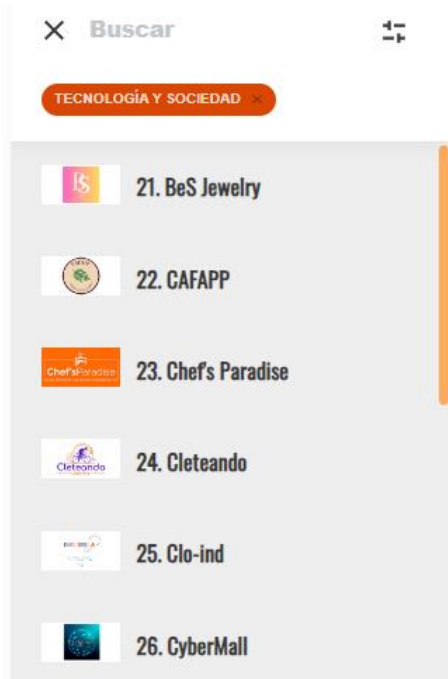 Buscar
TECNOLOGÍA Y SOCIEDAD ×
BS
21. BeS Jewelry
22. CAFAPP
Chef'sParadise
23. Chef's Paradise
Cleteando
24. Cleteando
25. Clo-ind
26. CyberMall